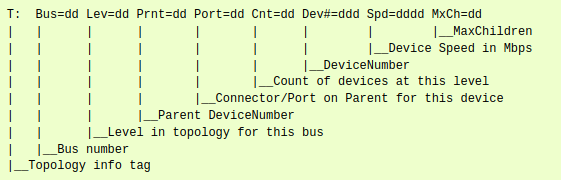 T:  Bus=dd Lev=dd Prnt=dd Port=dd Cnt=dd Dev#=ddd Spd=dddd MxCh=dd
|   |      |      |       |       |      |        |        |__MaxChildren
|   |      |      |       |       |      |        |__Device Speed in Mbps
|   |      |      |       |       |      |__DeviceNumber
|   |      |      |       |       |__Count of devices at this level
|   |      |      |       |__Connector/Port on Parent for this device
|   |      |      |__Parent DeviceNumber
|   |      |__Level in topology for this bus
|   |__Bus number
|__Topology info tag